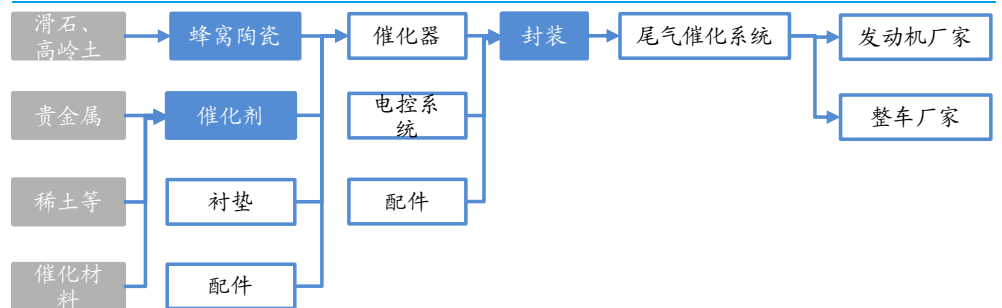 滑石、
高岭土
蜂窝陶瓷
催化器
封装
尾气催化系统
发动机厂家
贵金属
催化剂
电控系
统
整车厂家
稀土等
衬垫
配件
催化材
料
配件